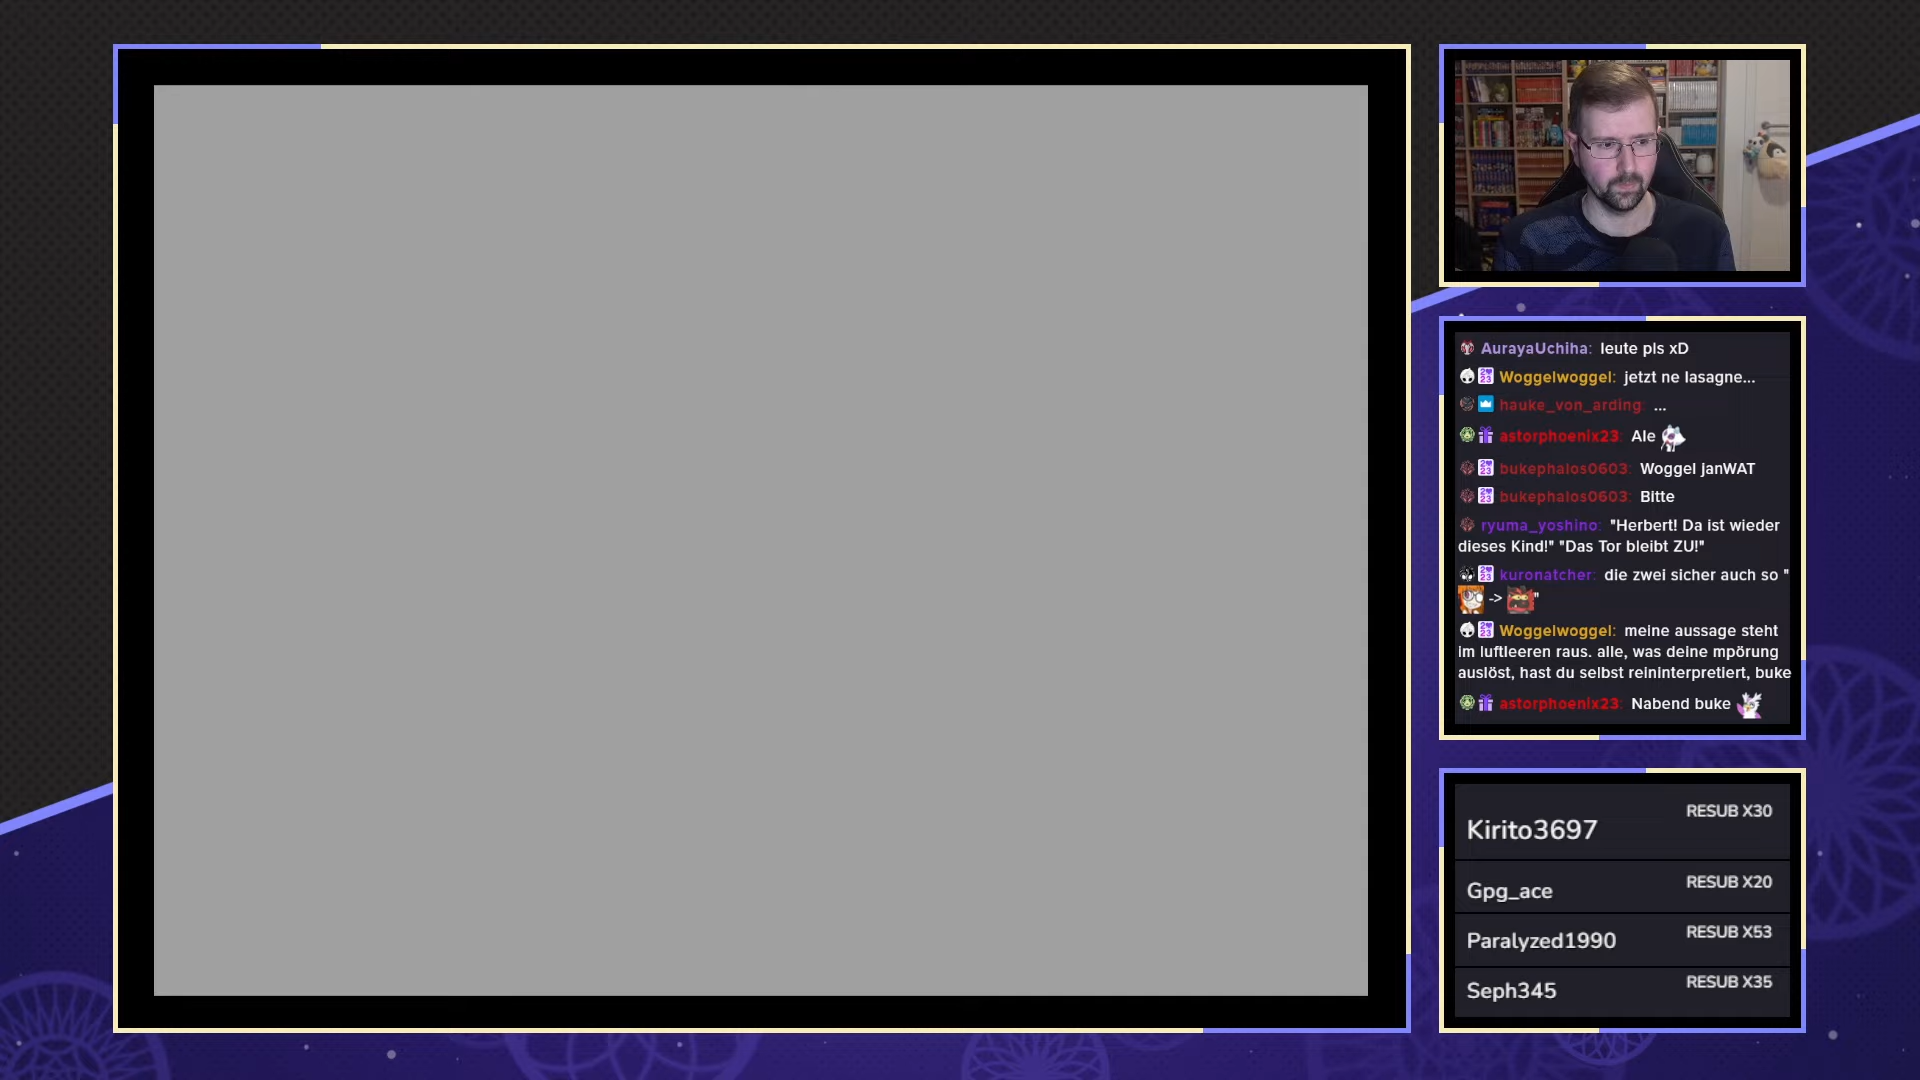 AurayaUchiha: leute pls xD
Woggelwoggel: jetzt ne lasagne...
hauke_von_arding: ...
astorphoenix23: Ale
bukephalos0603: Woggel janWAT
bukephalos0603: Bitte
ryuma_yoshino: "Herbert! Da ist wieder
dieses Kind!" "Das Tor bleibt ZU!"
kuronatcher: die zwei sicher auch so "
-> "
Woggelwoggel: meine aussage steht
im luftleeren raus. alle, was deine mpörung
auslöst, hast du selbst reininterpretiert, buke
astorphoenix23: Nabend buke
Kirito3697 RESUB X30
Gpg_ace RESUB X20
Paralyzed1990 RESUB X53
Seph345 RESUB X35